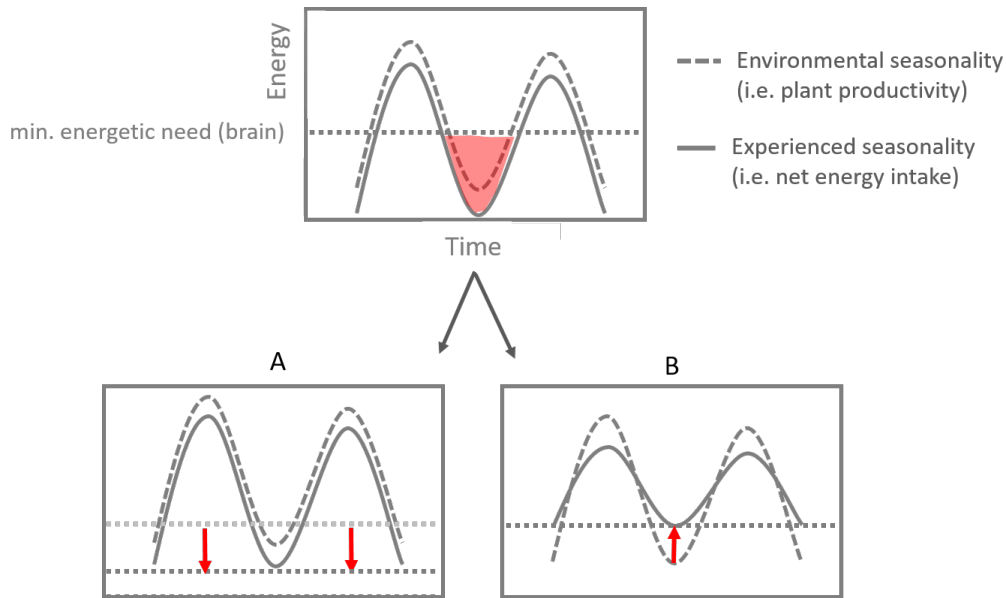 Energy
min. energetic need (brain)
Time
Environmental seasonality
(i.e. plant productivity)
Experienced seasonality
(i.e. net energy intake)
A
B